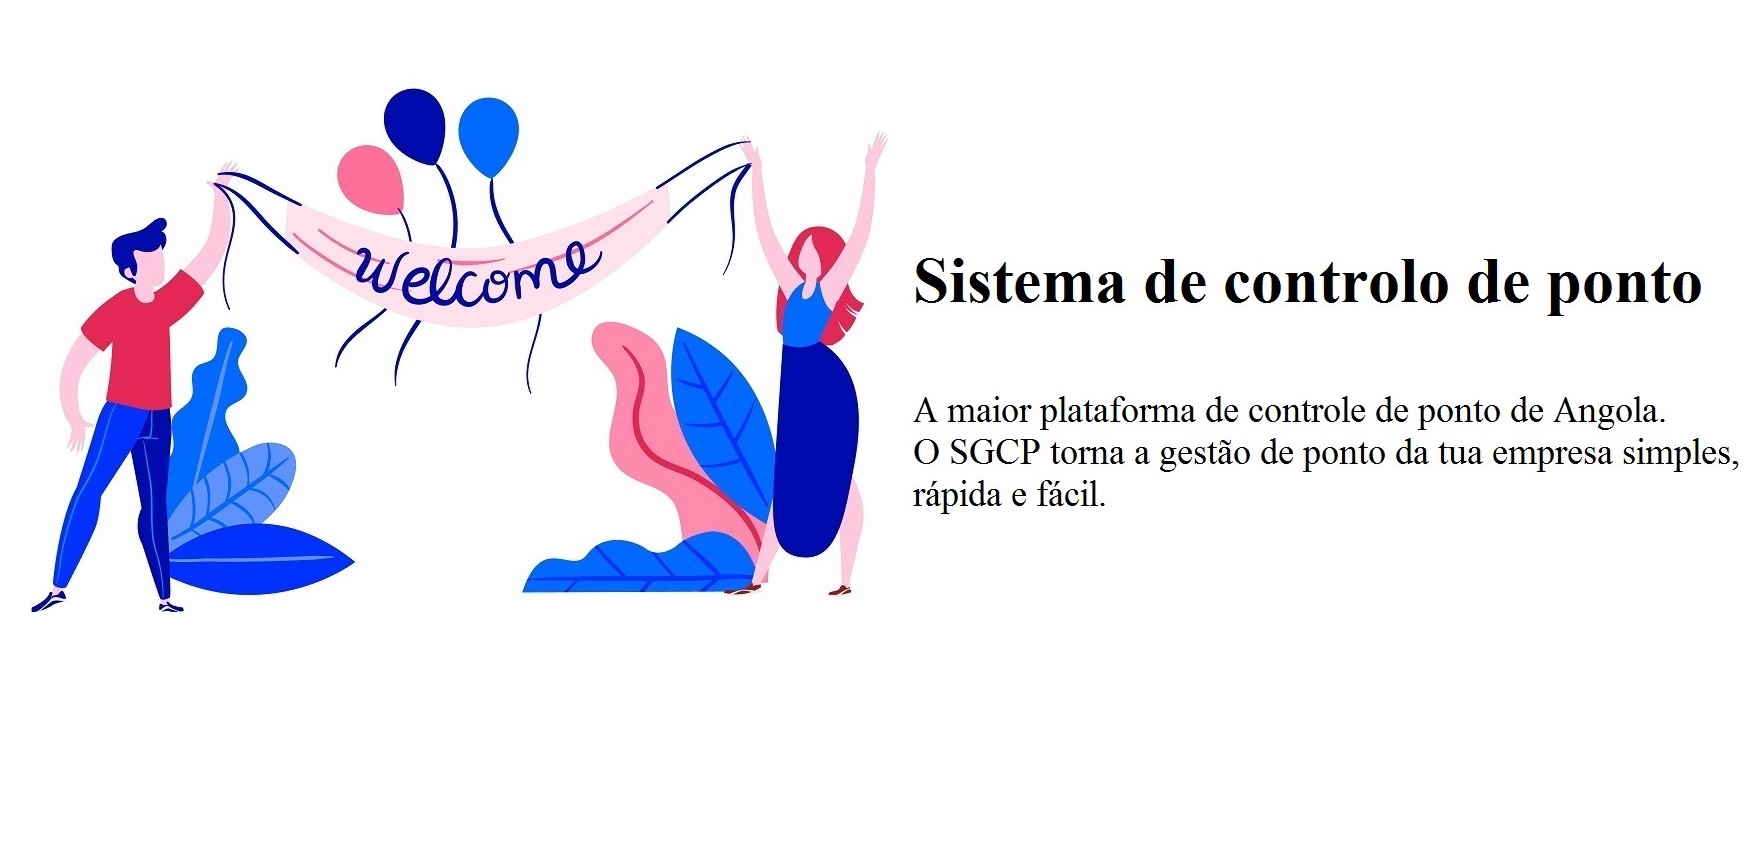 welcome
Sistema de controlo de ponto
A maior plataforma de controle de ponto de Angola.
O SGCP torna a gestão de ponto da tua empresa simples,
rápida e fácil.